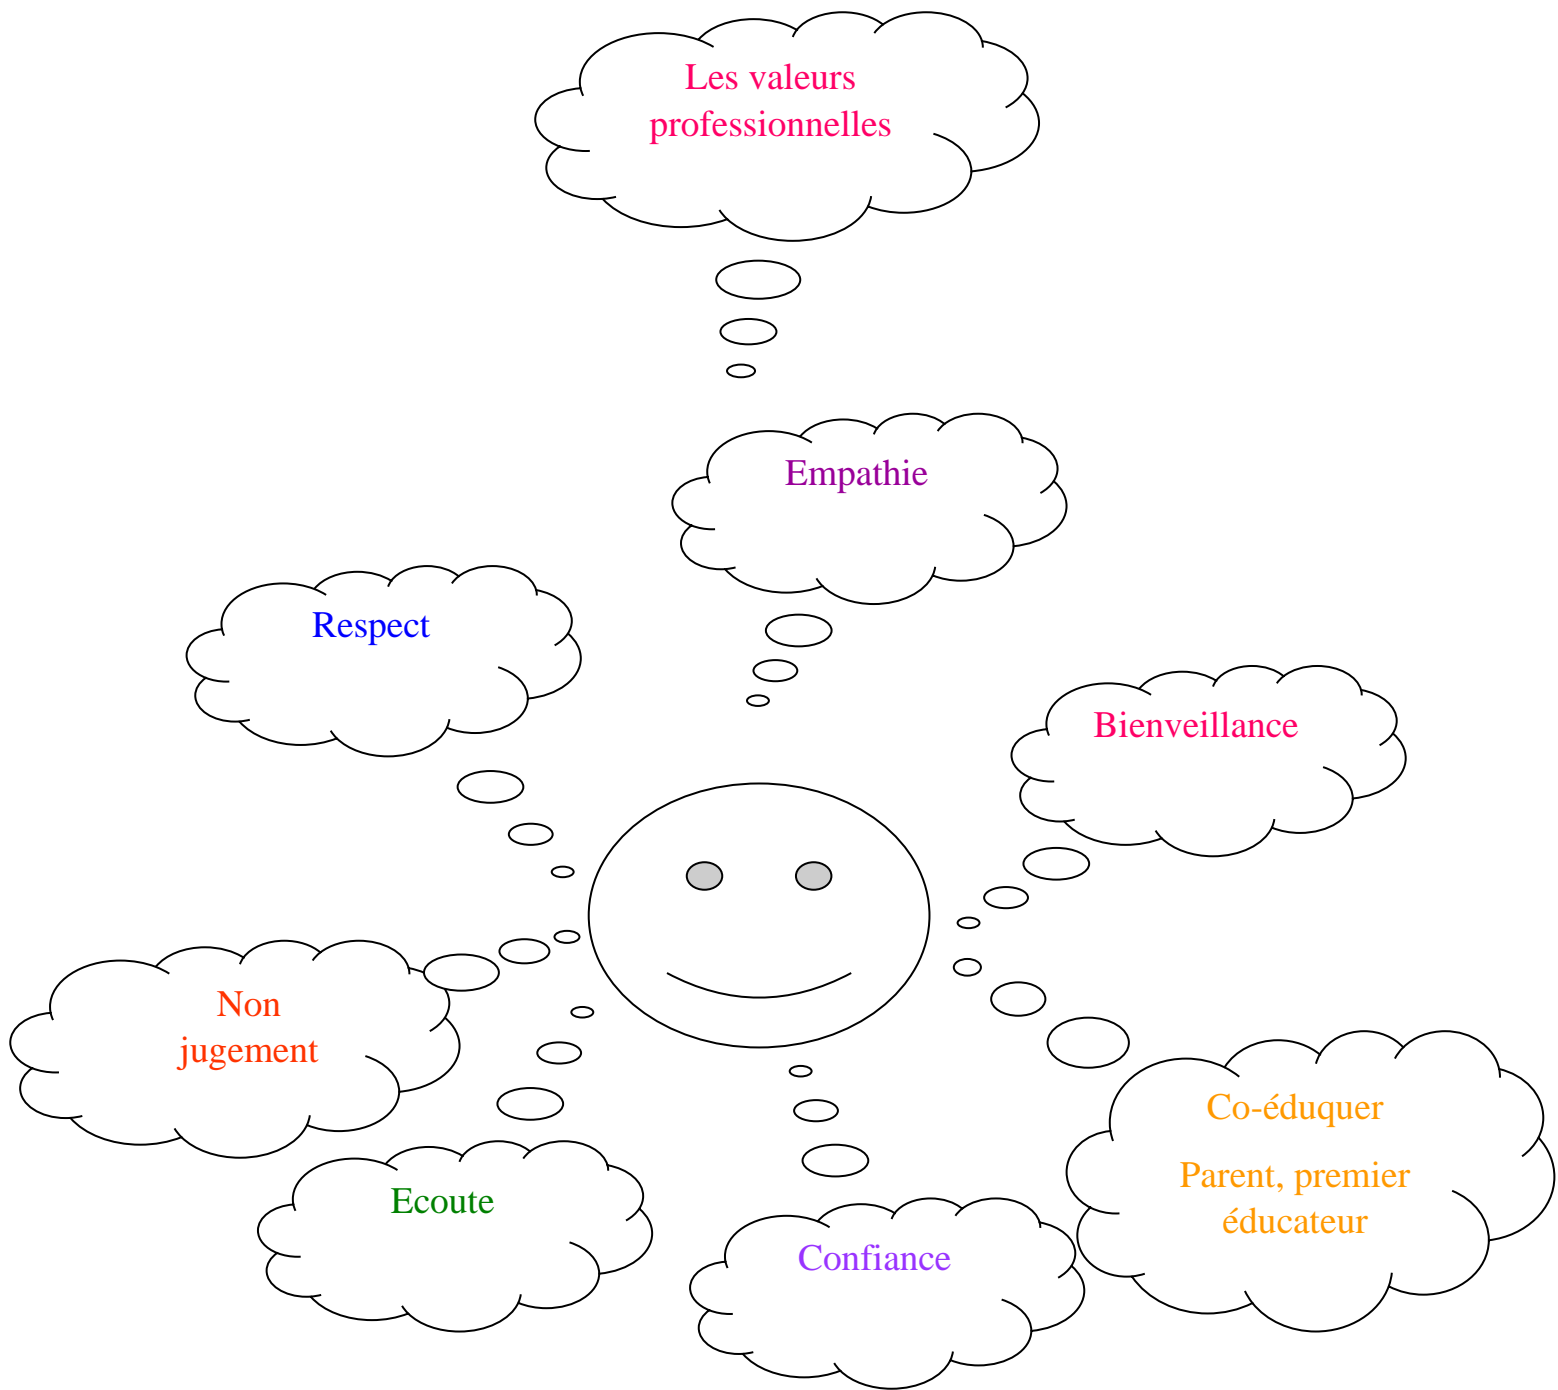 Les valeurs
professionnelles
Empathie
Respect
Bienveillance
Non
jugement
Co-éduquer
Parent, premier
éducateur
Ecoute
Confiance